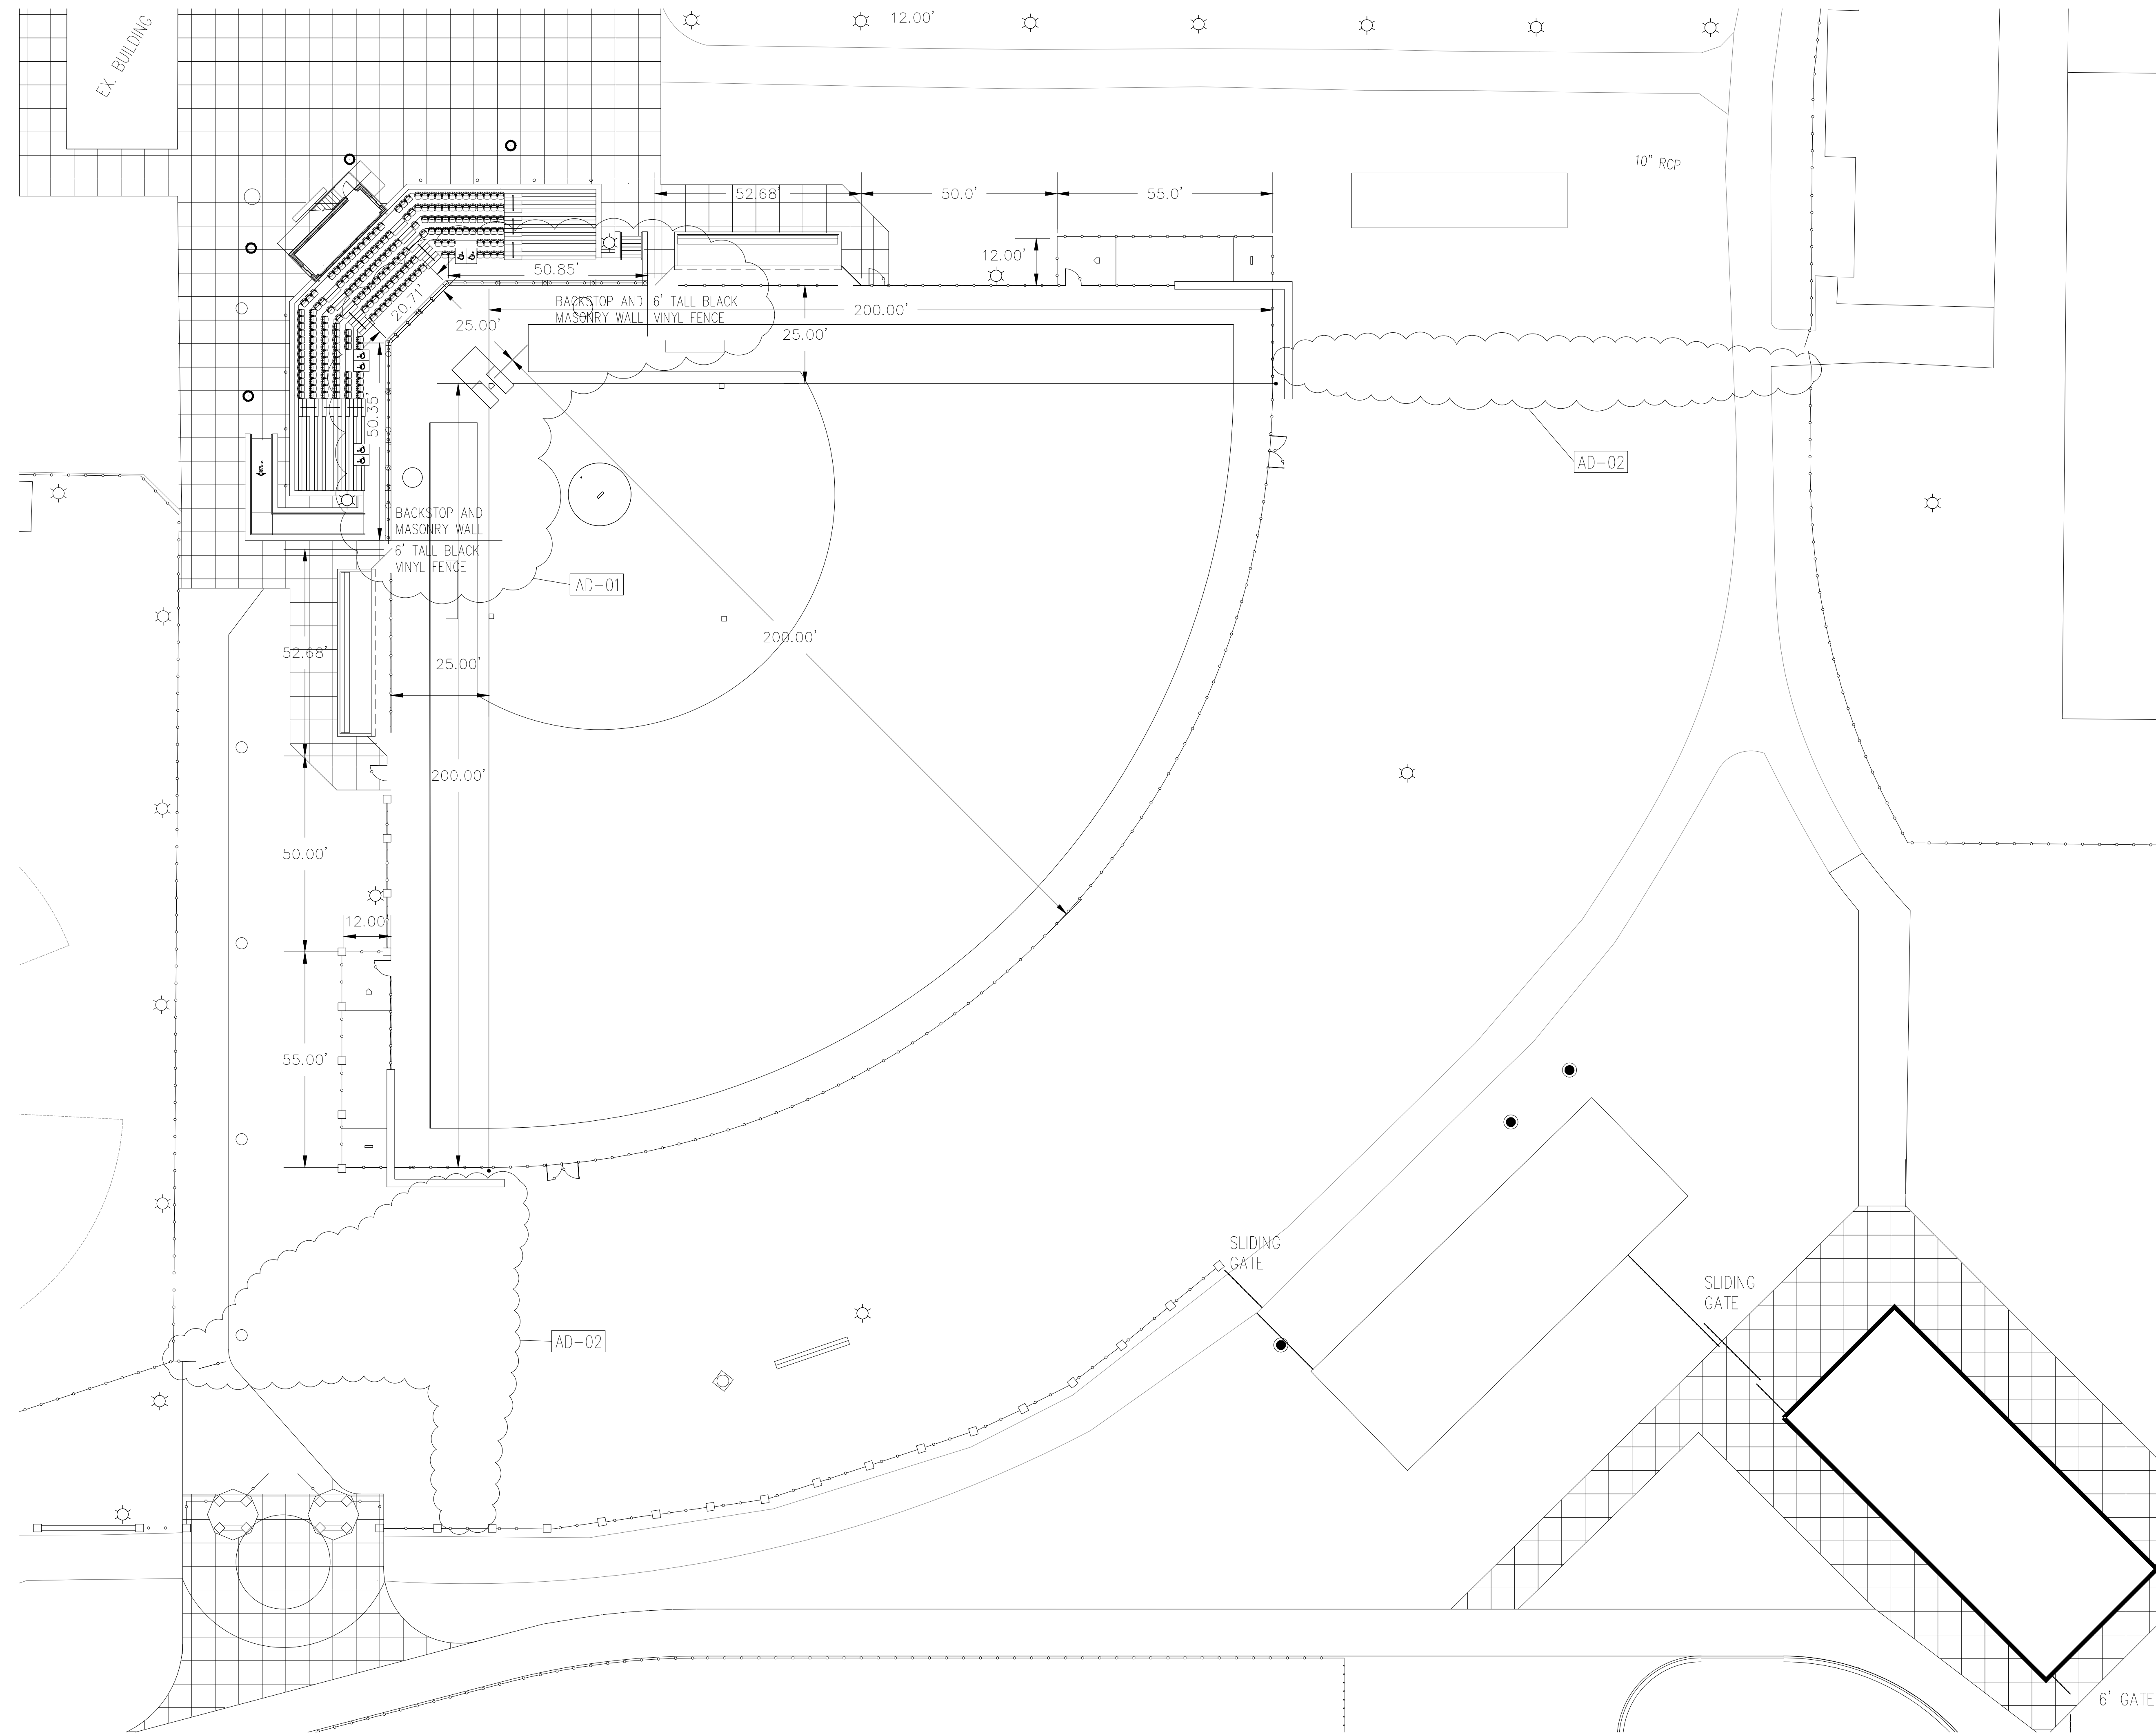 12.00'
EX. BUILDING
10" RCP
52.68'
50.0'
55.0'
12.00'
50.85'
20.71'
BACKSTOP AND
MASONRY WALL
6' TALL BLACK
VINYL FENCE
200.00'
25.00'
25.00'
50.35'
AD-02
BACKSTOP AND
MASONRY WALL
6' TALL BLACK
VINYL FENCE
AD-01
200.00'
52.68'
25.00'
200.00'
50.00'
12.00'
55.00'
SLIDING
GATE
SLIDING
GATE
AD-02
6' GATE